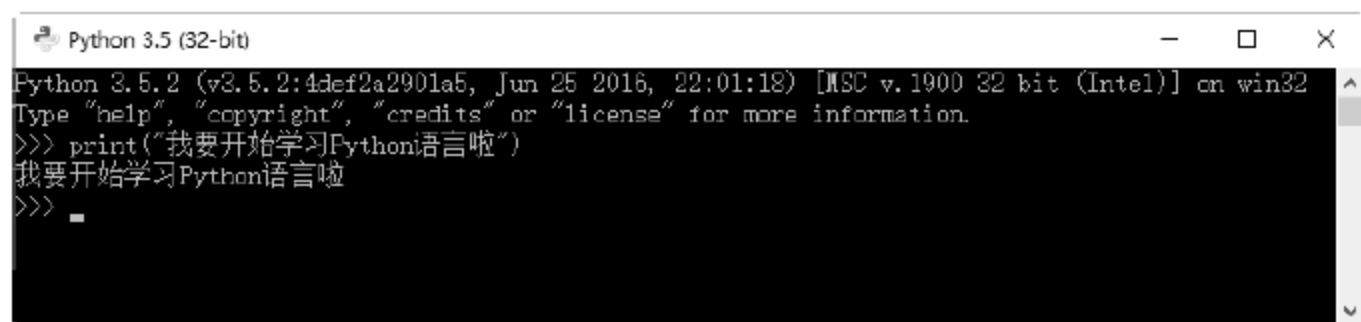 Python 3.5 (32-bit)
Python 3.5.2 (v3.5.2:4def2a2901a5, Jun 25 2016, 22:01:18) [MSC v.1900 32 bit (Intel)] on win32
Type "help", "copyright", "credits" or "license" for more information.
>>> print("我要开始学习Python语言啦")
我要开始学习Python语言啦
>>>